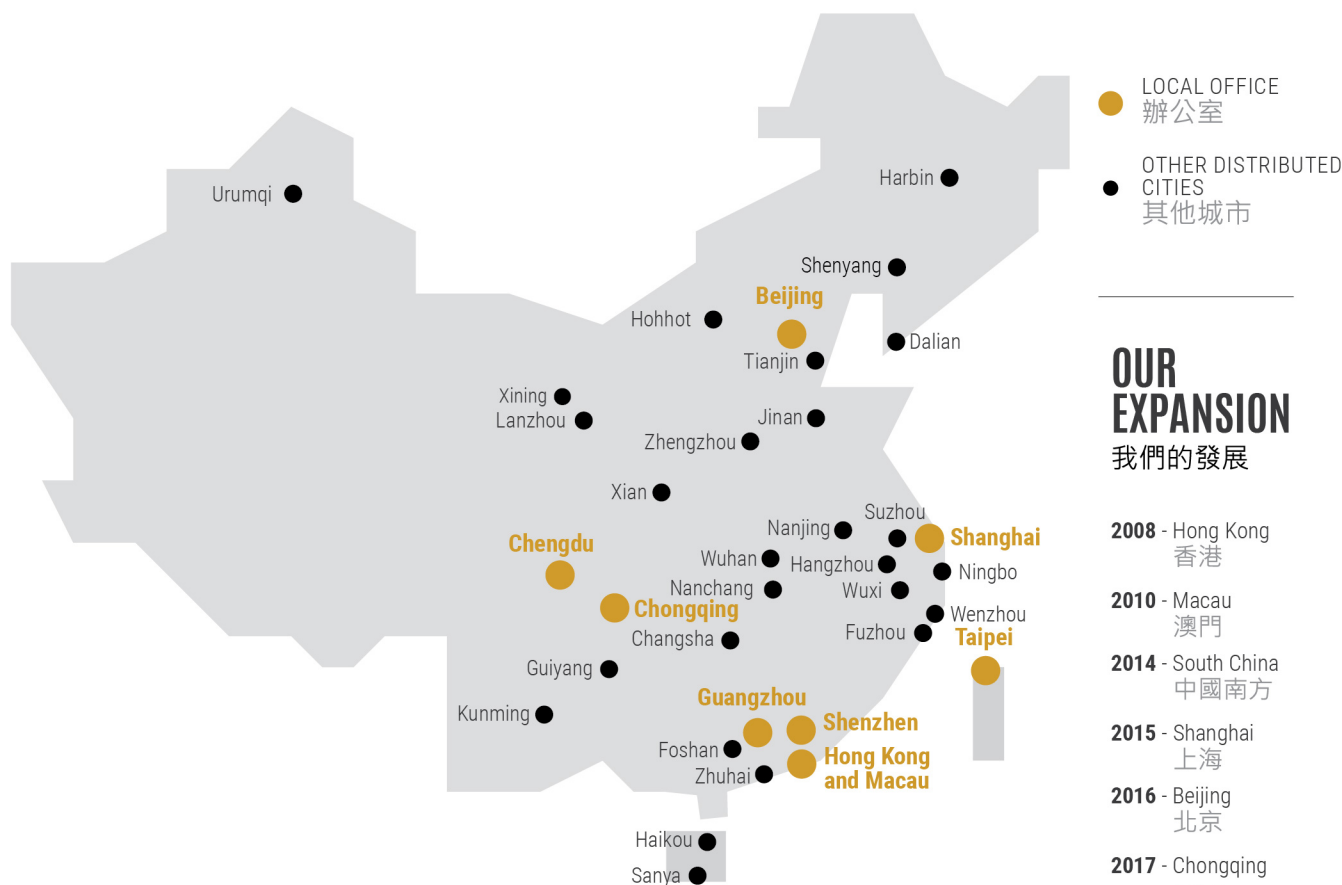 LOCAL OFFICE
辦公室
OTHER DISTRIBUTED
CITIES
其他城市
Urumqi
Harbin
Shenyang
Beijing
Hohhot
Dalian
Tianjin
Xining
Lanzhou
Jinan
Zhengzhou
Xian
Suzhou
Nanjing
Shanghai
Chengdu
Wuhan
Hangzhou
Ningbo
Nanchang
Wuxi
Chongqing
Wenzhou
Changsha
Fuzhou
Taipei
Guiyang
Guangzhou
Kunming
Shenzhen
Foshan
Hong Kong
and Macau
Zhuhai
Haikou
Sanya
OUR
EXPANSION
我們的發展
2008 - Hong Kong
香港
2010 - Macau
澳門
2014 - South China
中國南方
2015 - Shanghai
上海
2016 - Beijing
北京
2017 - Chongqing